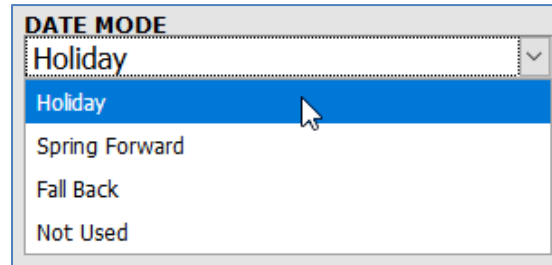 DATE MODE
Holiday
Holiday
Spring Forward
Fall Back
Not Used